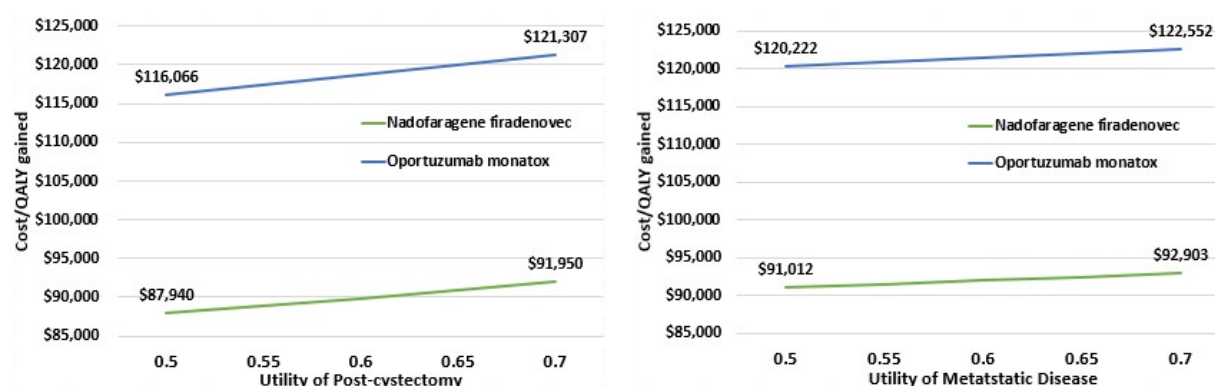 $125,000
$120,000
$115,000
$110,000
$105,000
$100,000
$95,000
$90,000
$85,000
Cost/QALY gained
$116,066
$121,307
Nadofaragene firadenovec
Oportuzumab monatox
$87,940
$91,950
0.5 0.55 0.6 0.65 0.7
Utility of Post-cystectomy
$125,000
$120,000
$115,000
$110,000
$105,000
$100,000
$95,000
$90,000
$85,000
Cost/QALY gained
$120,222
$122,552
Nadofaragene firadenovec
Oportuzumab monatox
$91,012
$92,903
0.5 0.55 0.6 0.65 0.7
Utility of Metatstatic Disease